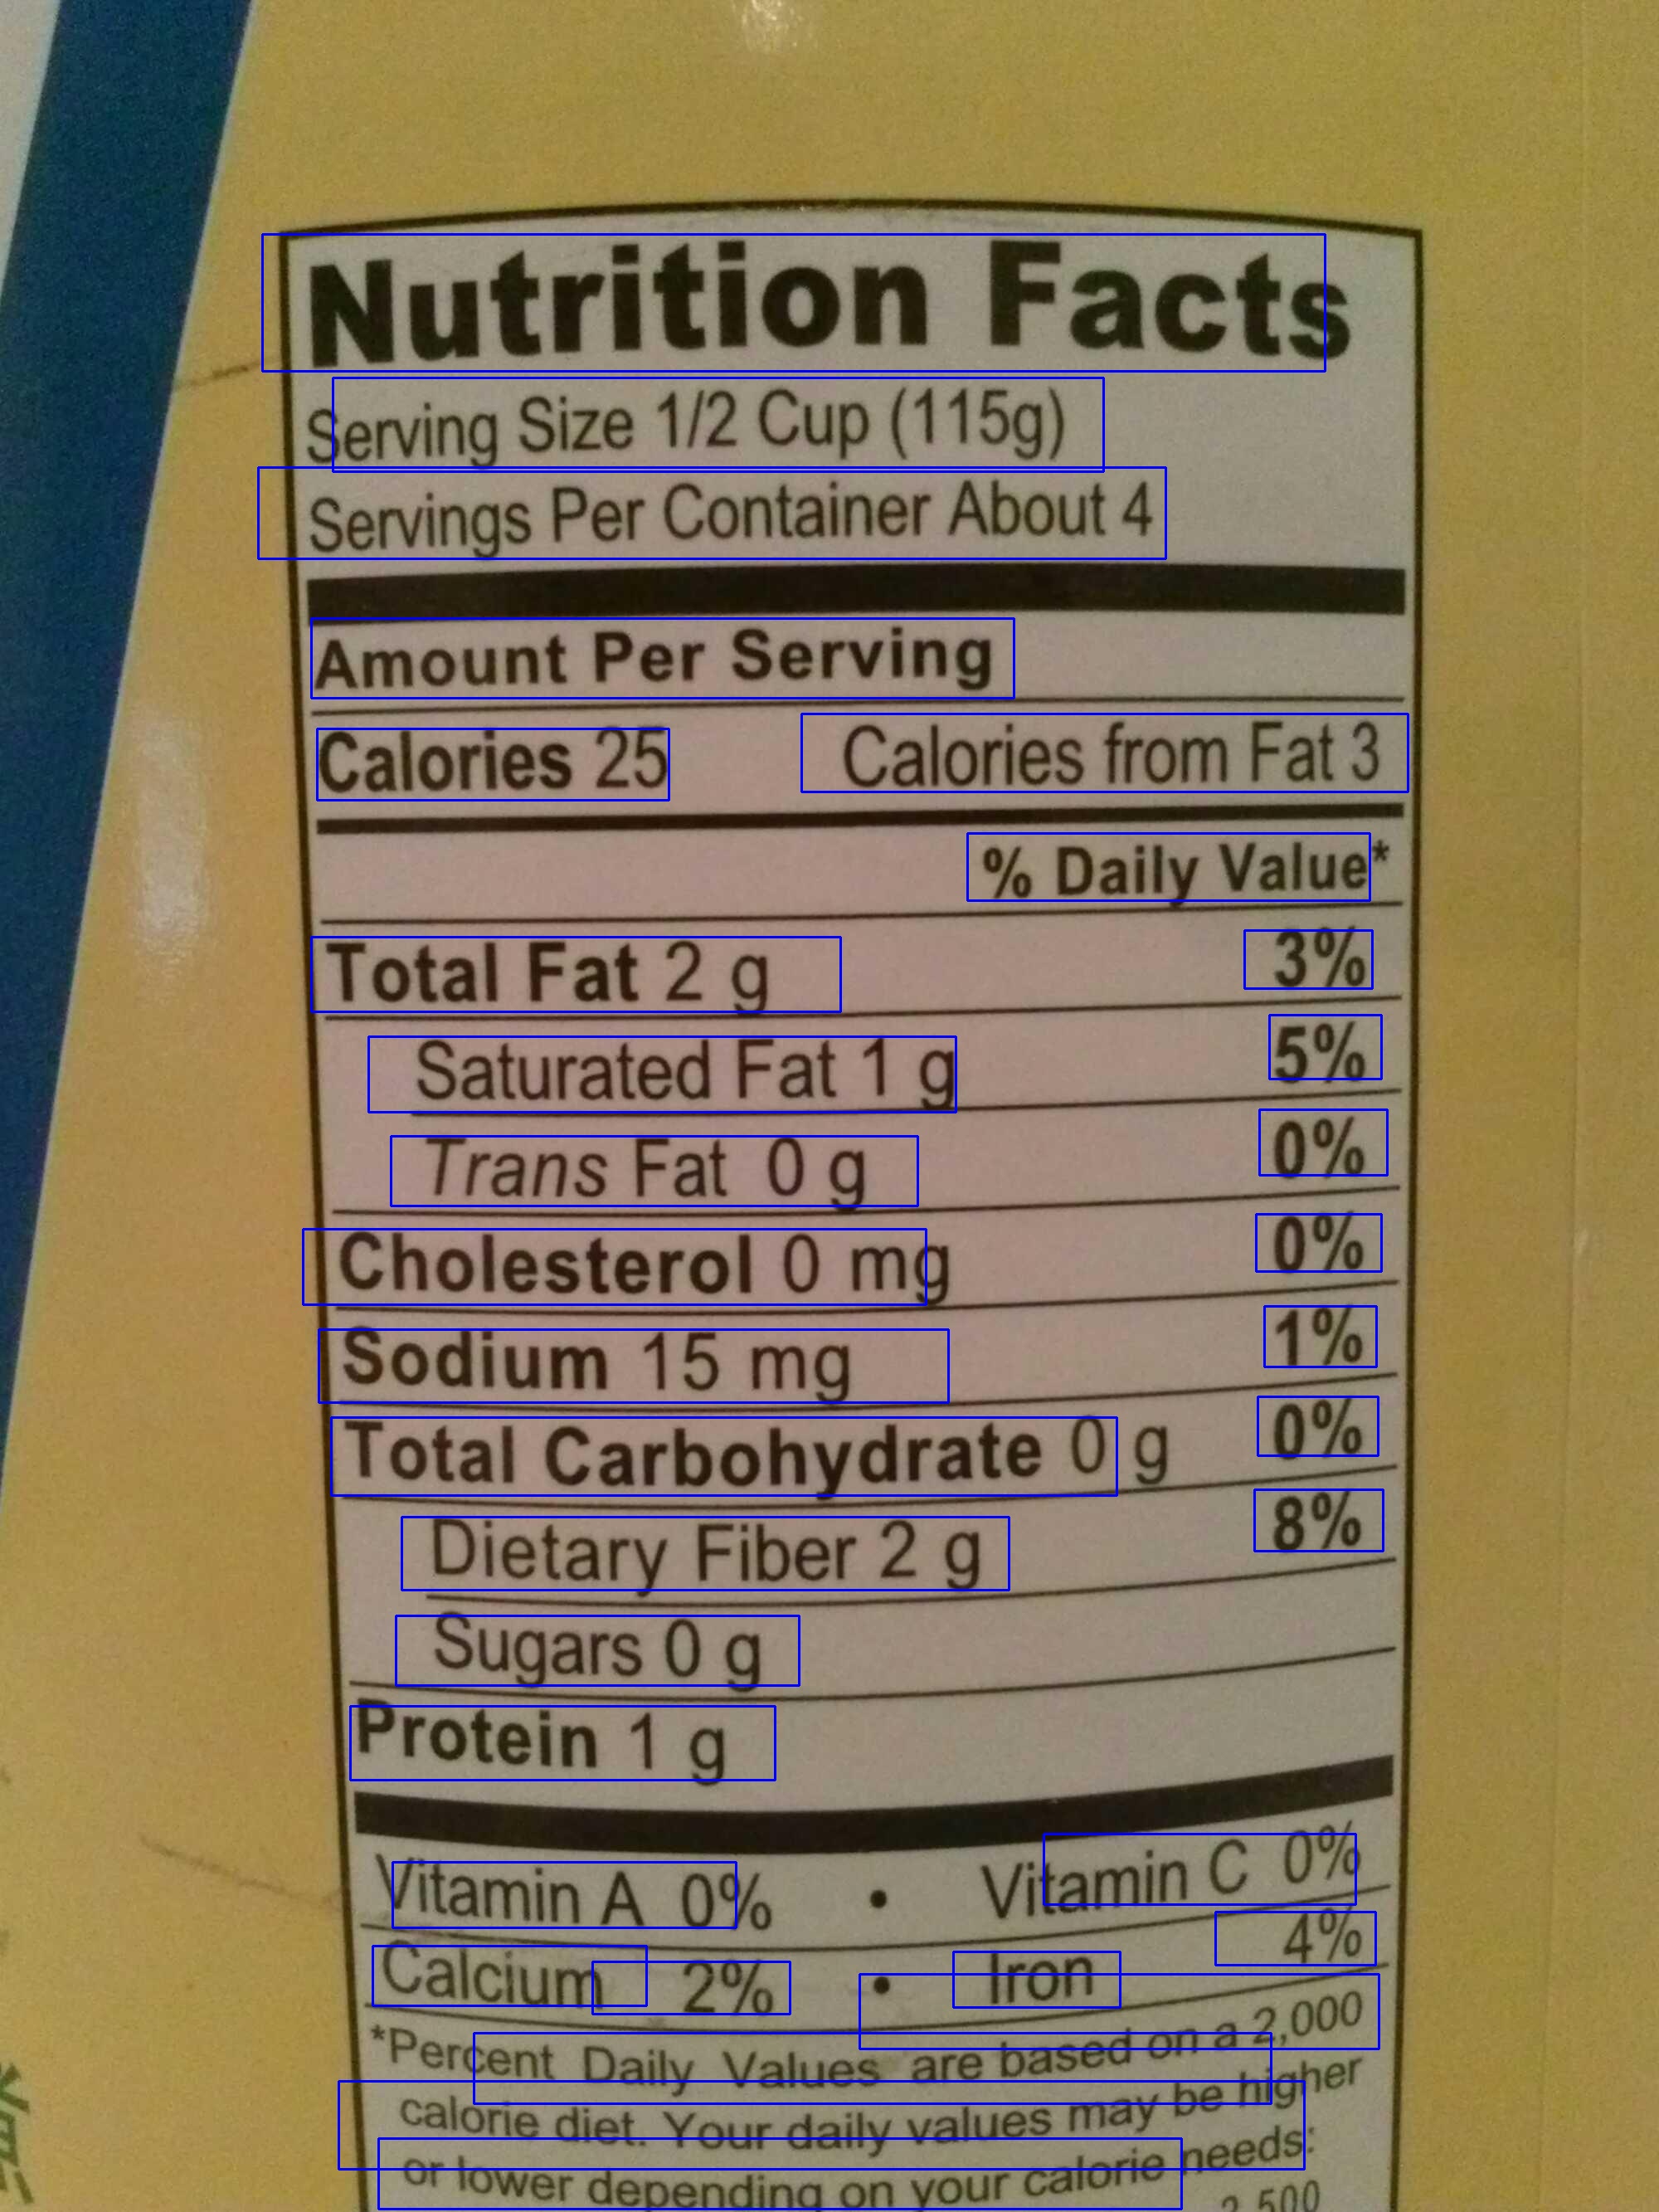 Nutrition Facts
Serving Size 1/2 Cup (115g)
Servings Per Container About 4
Amount Per Serving
Calories 25 Calories from Fat 3
% Daily Value*
Total Fat 2 g 3%
Saturated Fat 1 g 5%
Trans Fat 0 g 0%
Cholesterol 0 mg 0%
Sodium 15 mg 1%
Total Carbohydrate 0 g 0%
Dietary Fiber 2 g 8%
Sugars 0 g
Protein 1 g
Vitamin A 0% • Vitamin C 0%
Calcium 2% • Iron 4%
*Percent Daily Values are based on a 2,000
calorie diet. Your daily values may be higher
or lower depending on your calorie needs:
2,500